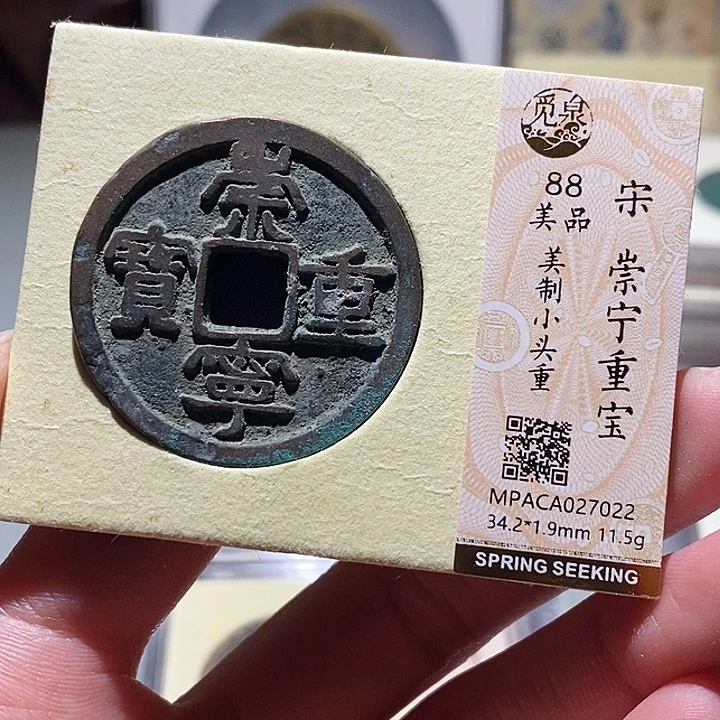 崇
重
寧
寶
觅泉
88
美品
宋 崇宁重宝
美制小头重
MPACA027022
34.2*1.9mm 11.5g
SPRING SEEKING